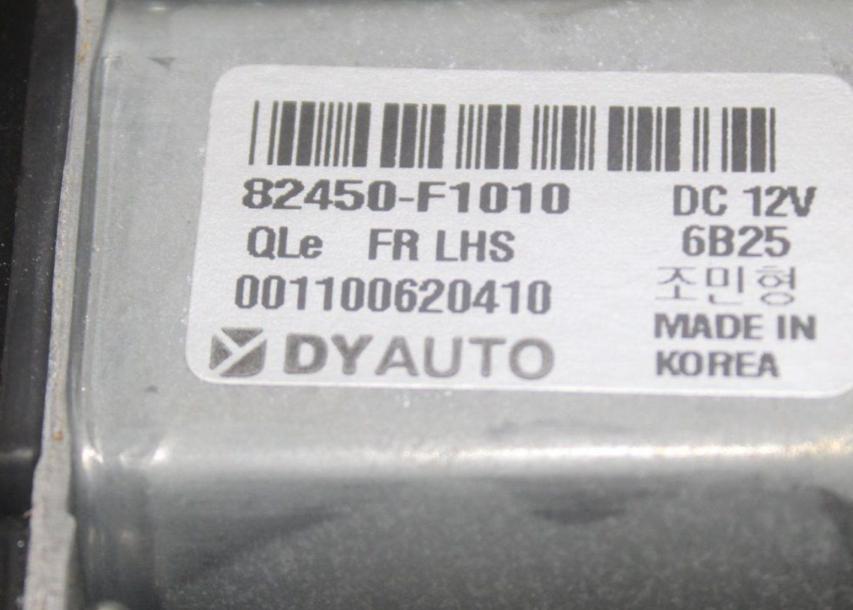 82450-F1010 DC 12V
QLe FR LHS 6B25
001100620410 조민형
MADE IN
DYAUTO KOREA